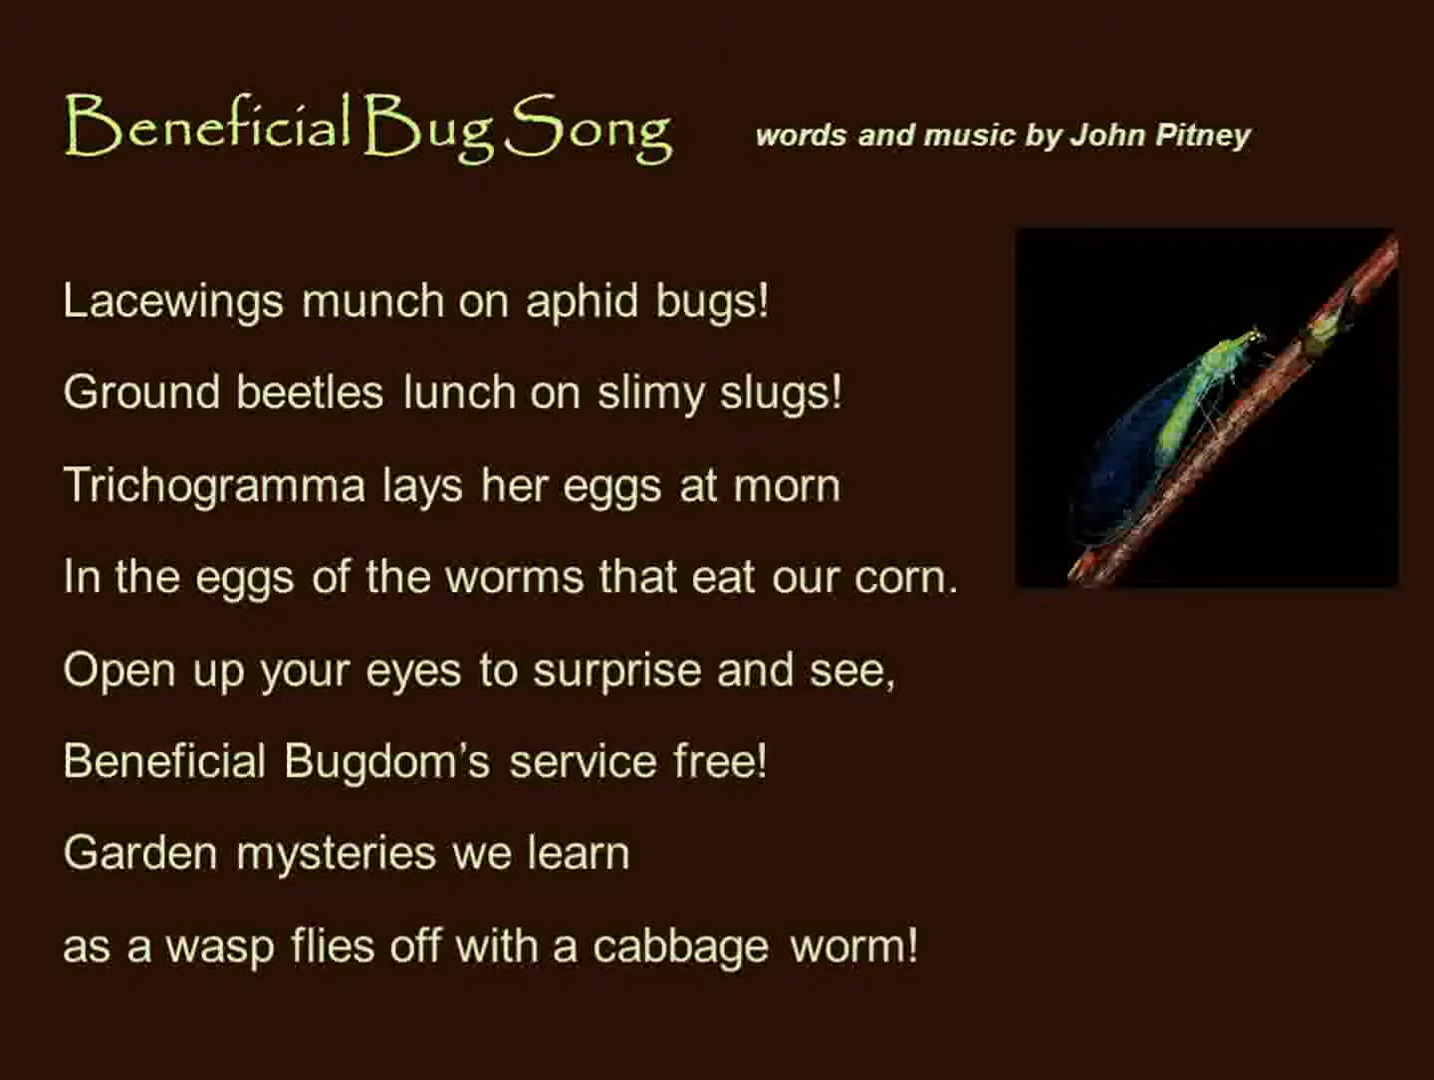 Beneficial Bug Song
words and music by John Pitney
Lacewings munch on aphid bugs!
Ground beetles lunch on slimy slugs!
Trichogramma lays her eggs at morn
In the eggs of the worms that eat our corn.
Open up your eyes to surprise and see,
Beneficial Bugdom’s service free!
Garden mysteries we learn
as a wasp flies off with a cabbage worm!